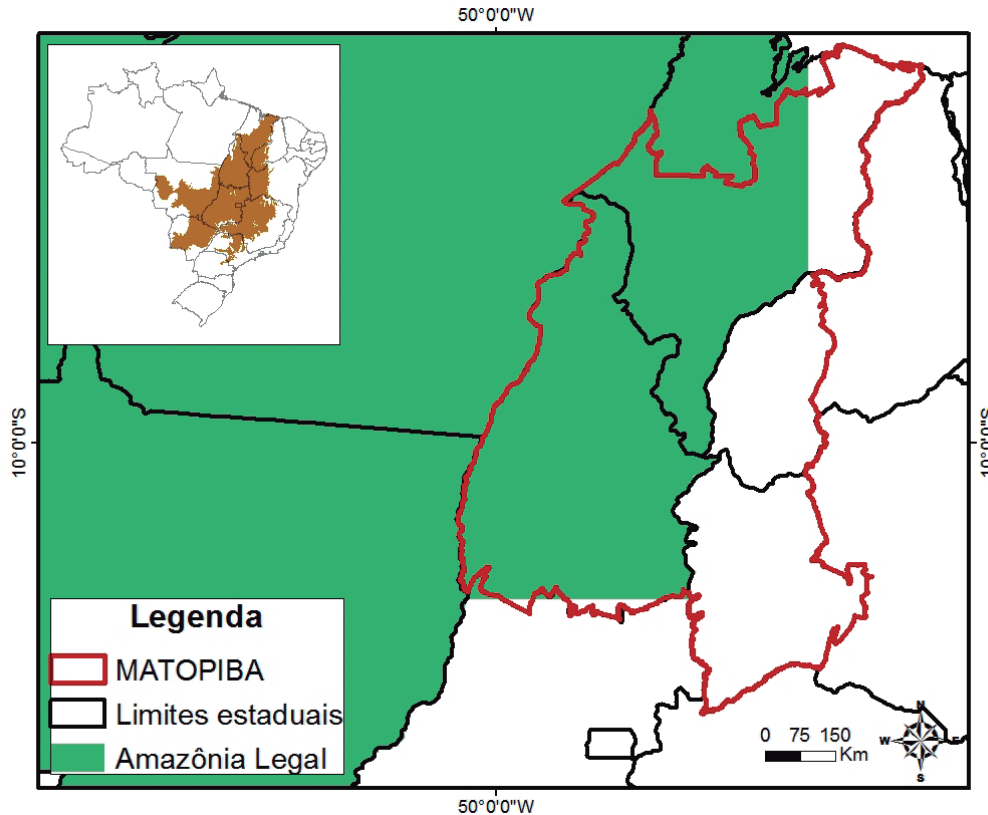 50°0'0"W
10°0'0"S
10°0'0"S
Legenda
MATOPIBA
Limites estaduais
Amazônia Legal
0 75 150
Km
N
W E
S
50°0'0"W